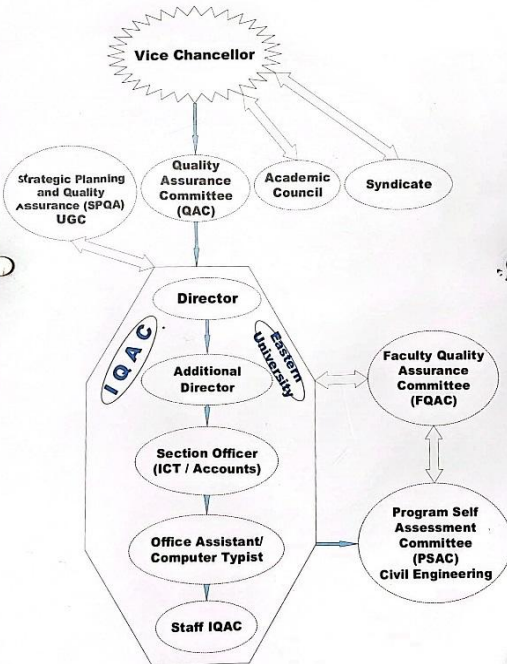 Vice Chancellor
Strategic Planning
and Quality
Assurance (SPQA)
UGC
Quality
Assurance
Committee
(QAC)
Academic
Council
Syndicate
Director
I Q A C
Eastern
University
Additional
Director
Section Officer
(ICT / Accounts)
Office Assistant/
Computer Typist
Staff IQAC
Faculty Quality
Assurance
Committee
(FQAC)
Program Self
Assessment
Committee
(PSAC)
Civil Engineering